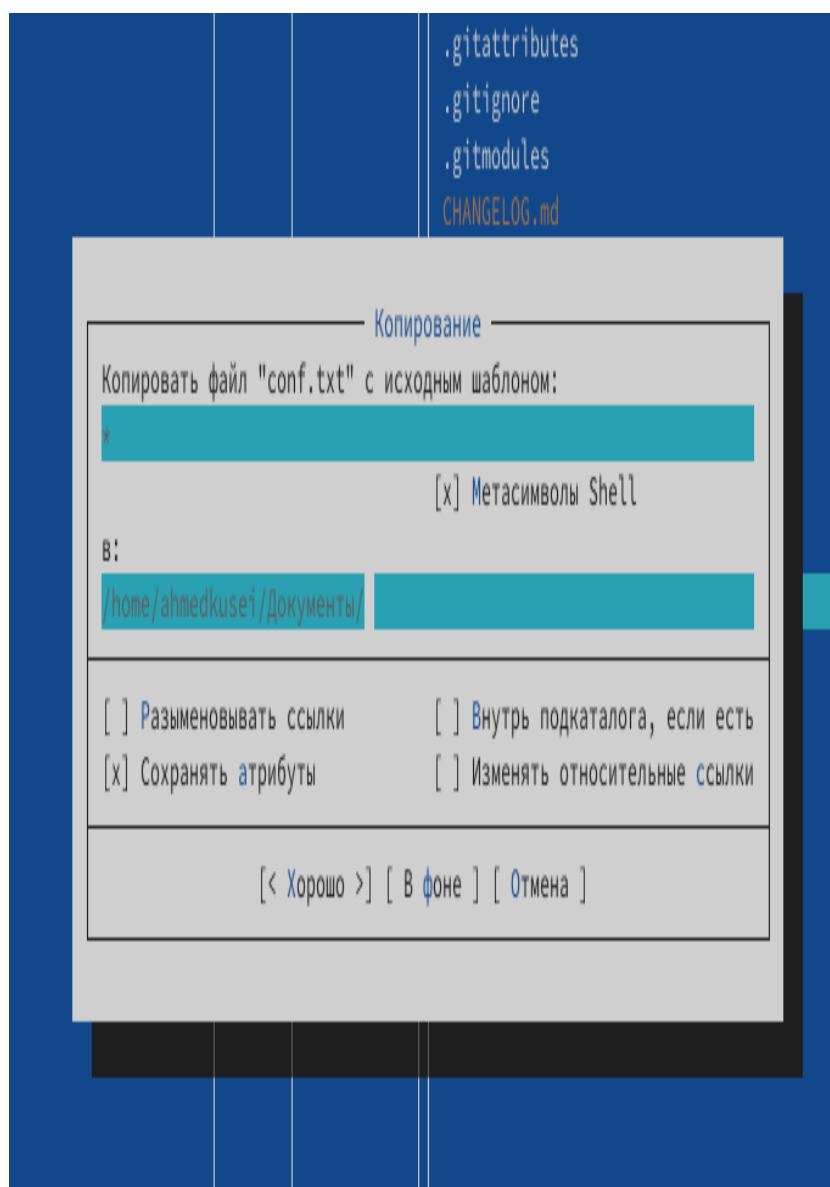 .gitattributes
.gitignore
.gitmodules
CHANGELOG.md
Копирование
Копировать файл "conf.txt" с исходным шаблоном:
*
[x] Метасимволы Shell
в:
/home/ahmedkusei/Документы/
[ ] Разыменовывать ссылки [ ] Внутрь подкаталога, если есть
[x] Сохранять атрибуты [ ] Изменять относительные ссылки
[< Хорошо >] [ В фоне ] [ Отмена ]